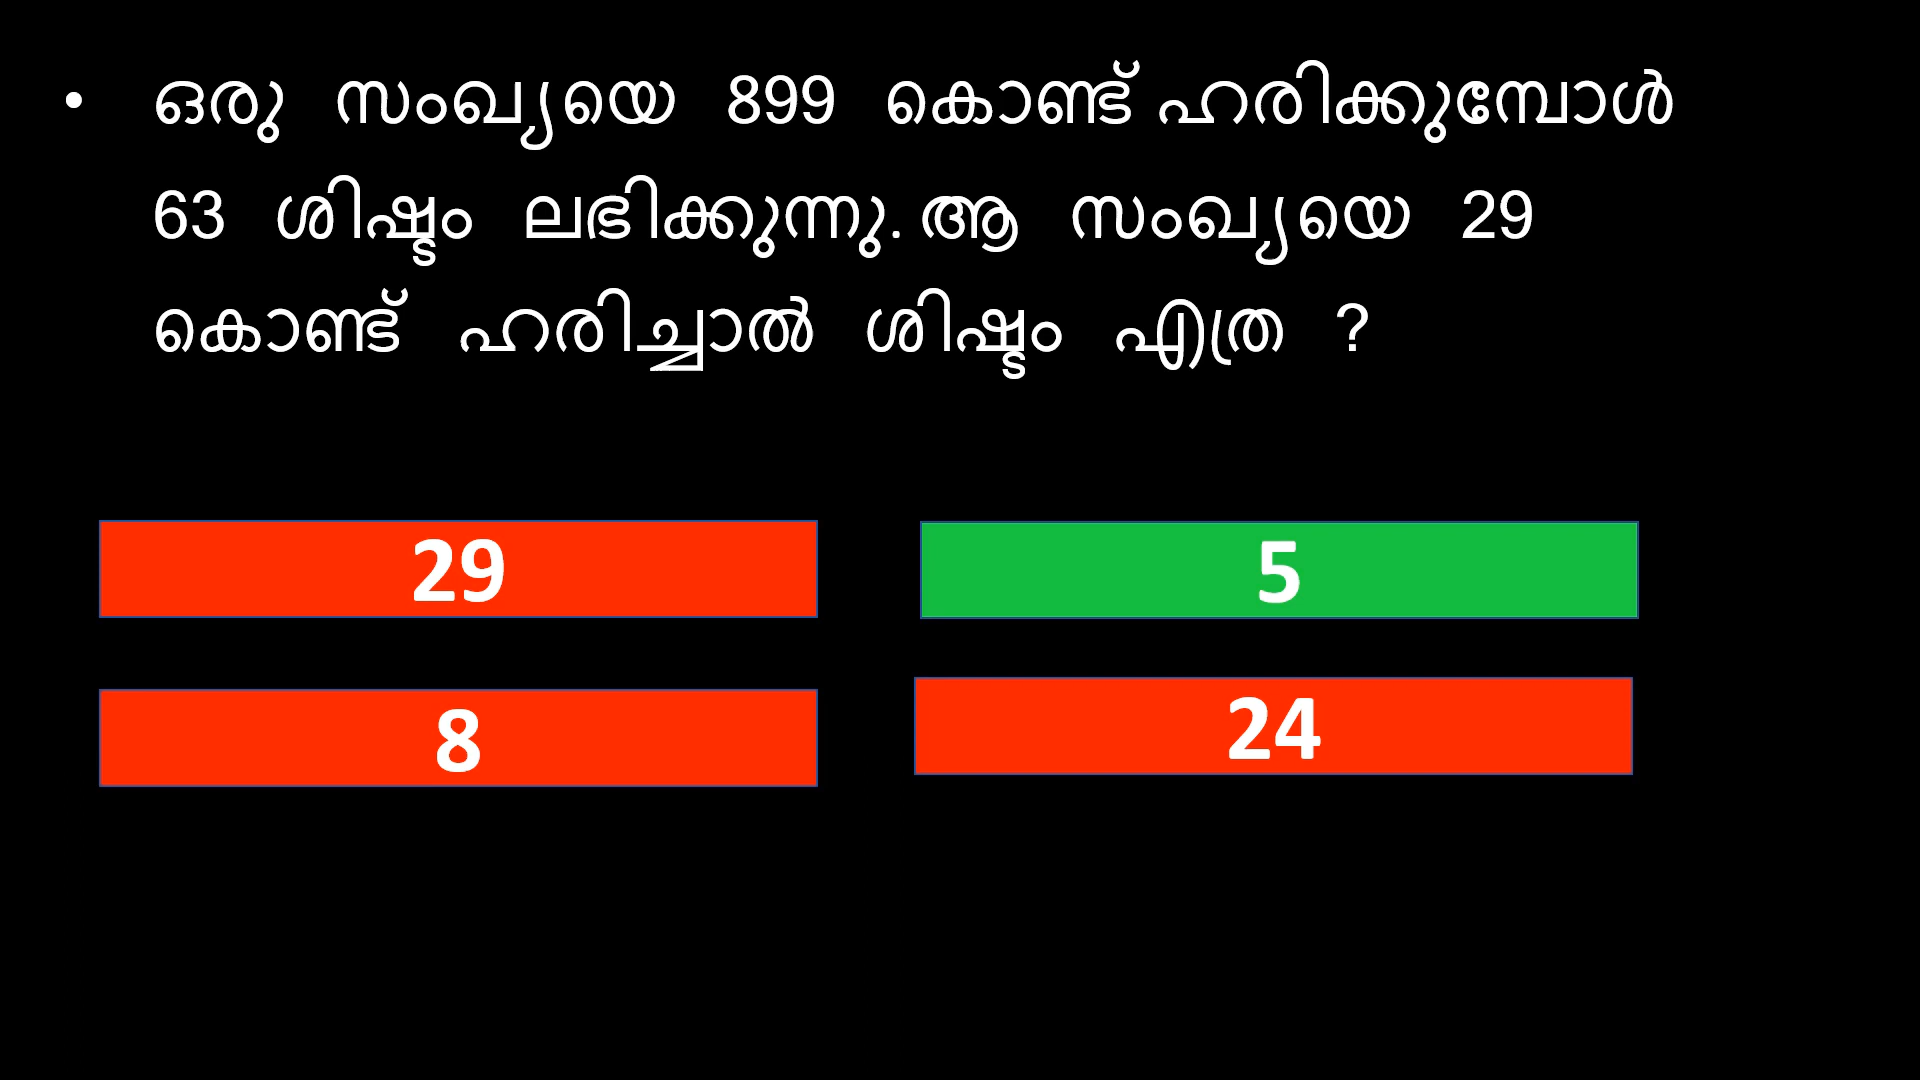 • ഒരു സംഖ്യയെ 899 കൊണ്ട് ഹരിക്കുമ്പോൾ
63 ശിഷ്ടം ലഭിക്കുന്നു. ആ സംഖ്യയെ 29
കൊണ്ട് ഹരിച്ചാൽ ശിഷ്ടം എത്ര ?
29
5
8
24